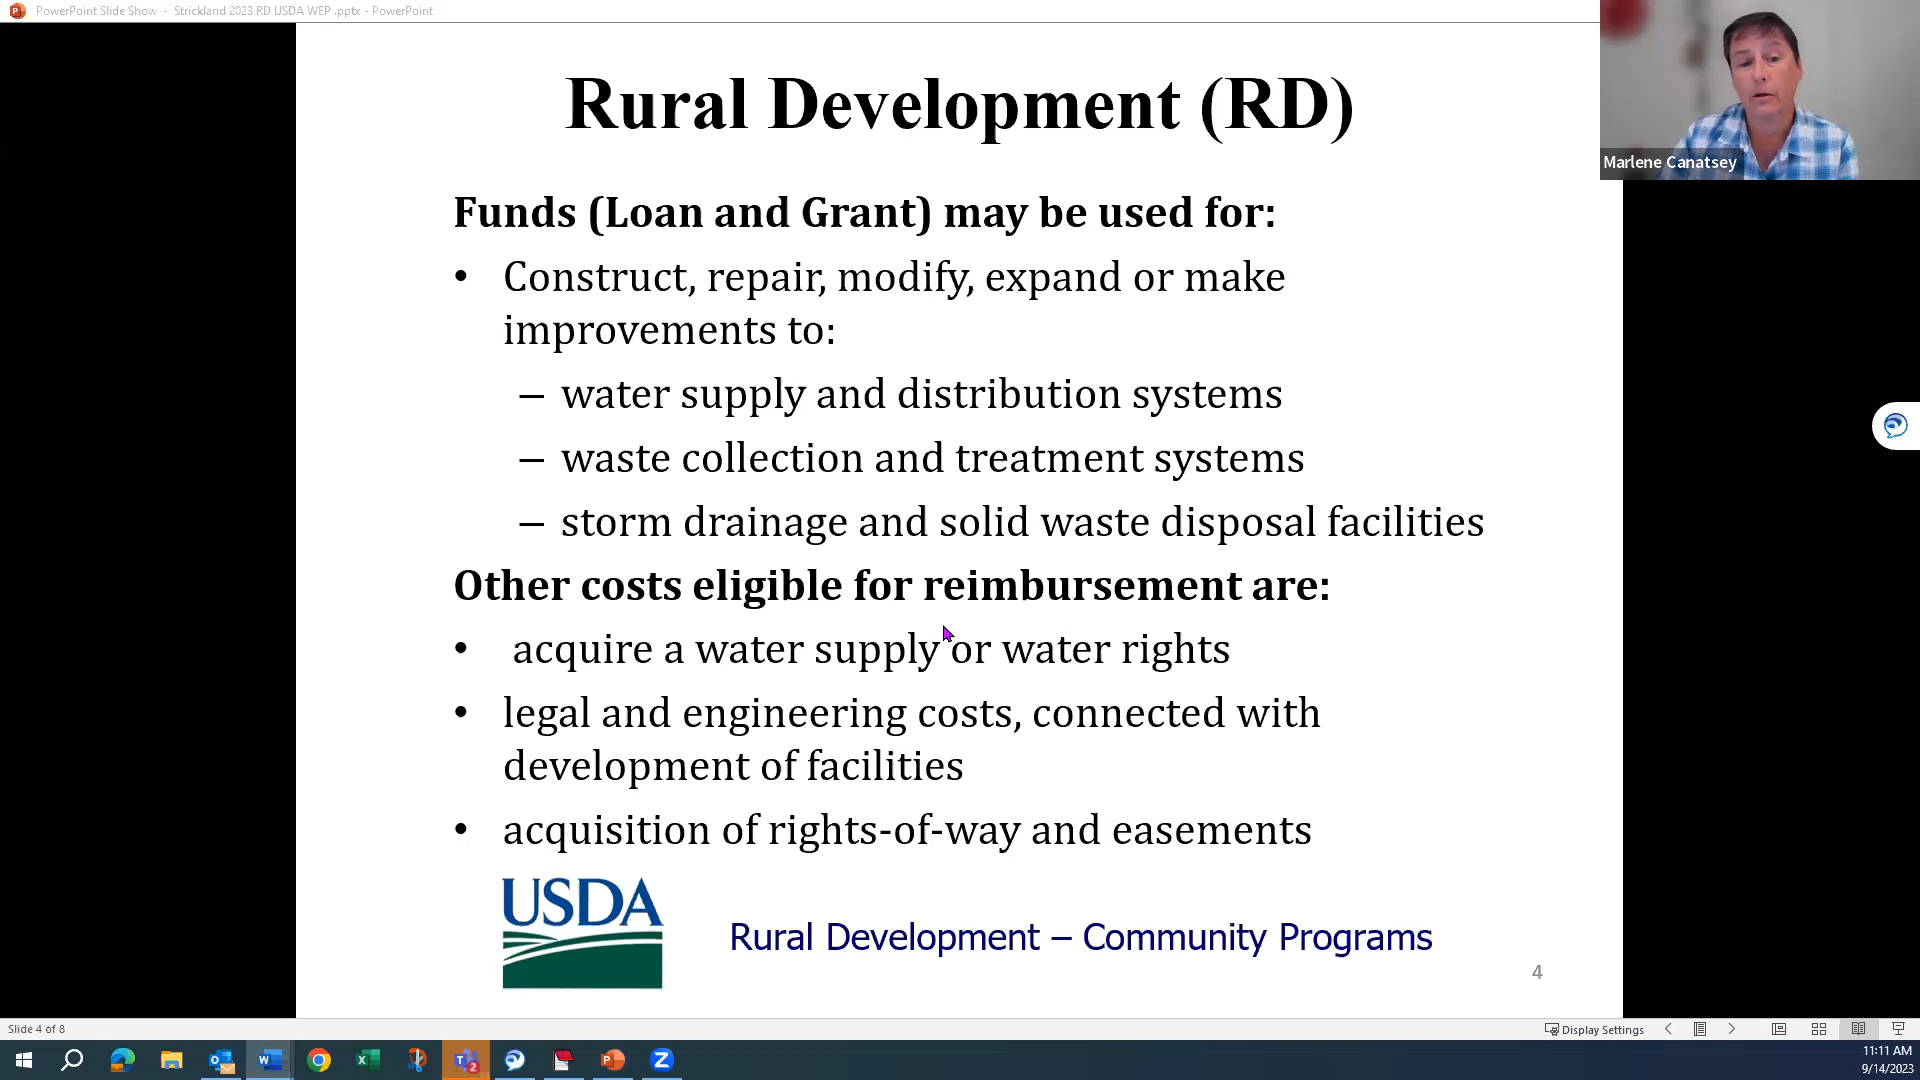 PowerPoint Slide Show - Strickland 2023 RD USDA WEP .pptx - PowerPoint
Rural Development (RD)
Marlene Canatsey
Funds (Loan and Grant) may be used for:
• Construct, repair, modify, expand or make
improvements to:
– water supply and distribution systems
– waste collection and treatment systems
– storm drainage and solid waste disposal facilities
Other costs eligible for reimbursement are:
• acquire a water supply or water rights
• legal and engineering costs, connected with
development of facilities
• acquisition of rights-of-way and easements
USDA
Rural Development – Community Programs
4
Slide 4 of 8
Display Settings
11:11 AM
9/14/2023